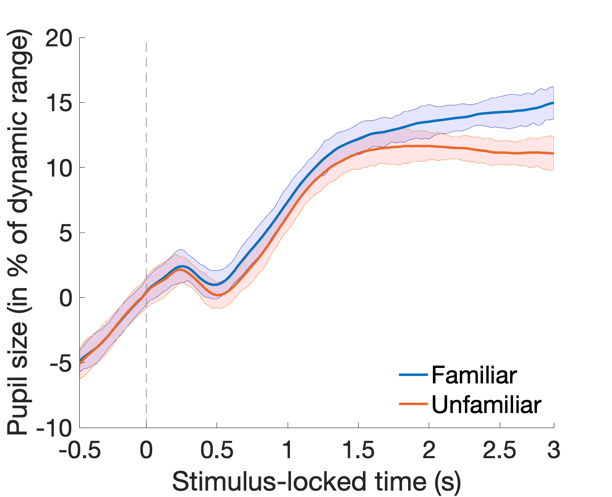 Pupil size (in % of dynamic range)
20
15
10
5
0
-5
-10
-0.5 0 0.5 1 1.5 2 2.5 3
Stimulus-locked time (s)
Familiar
Unfamiliar